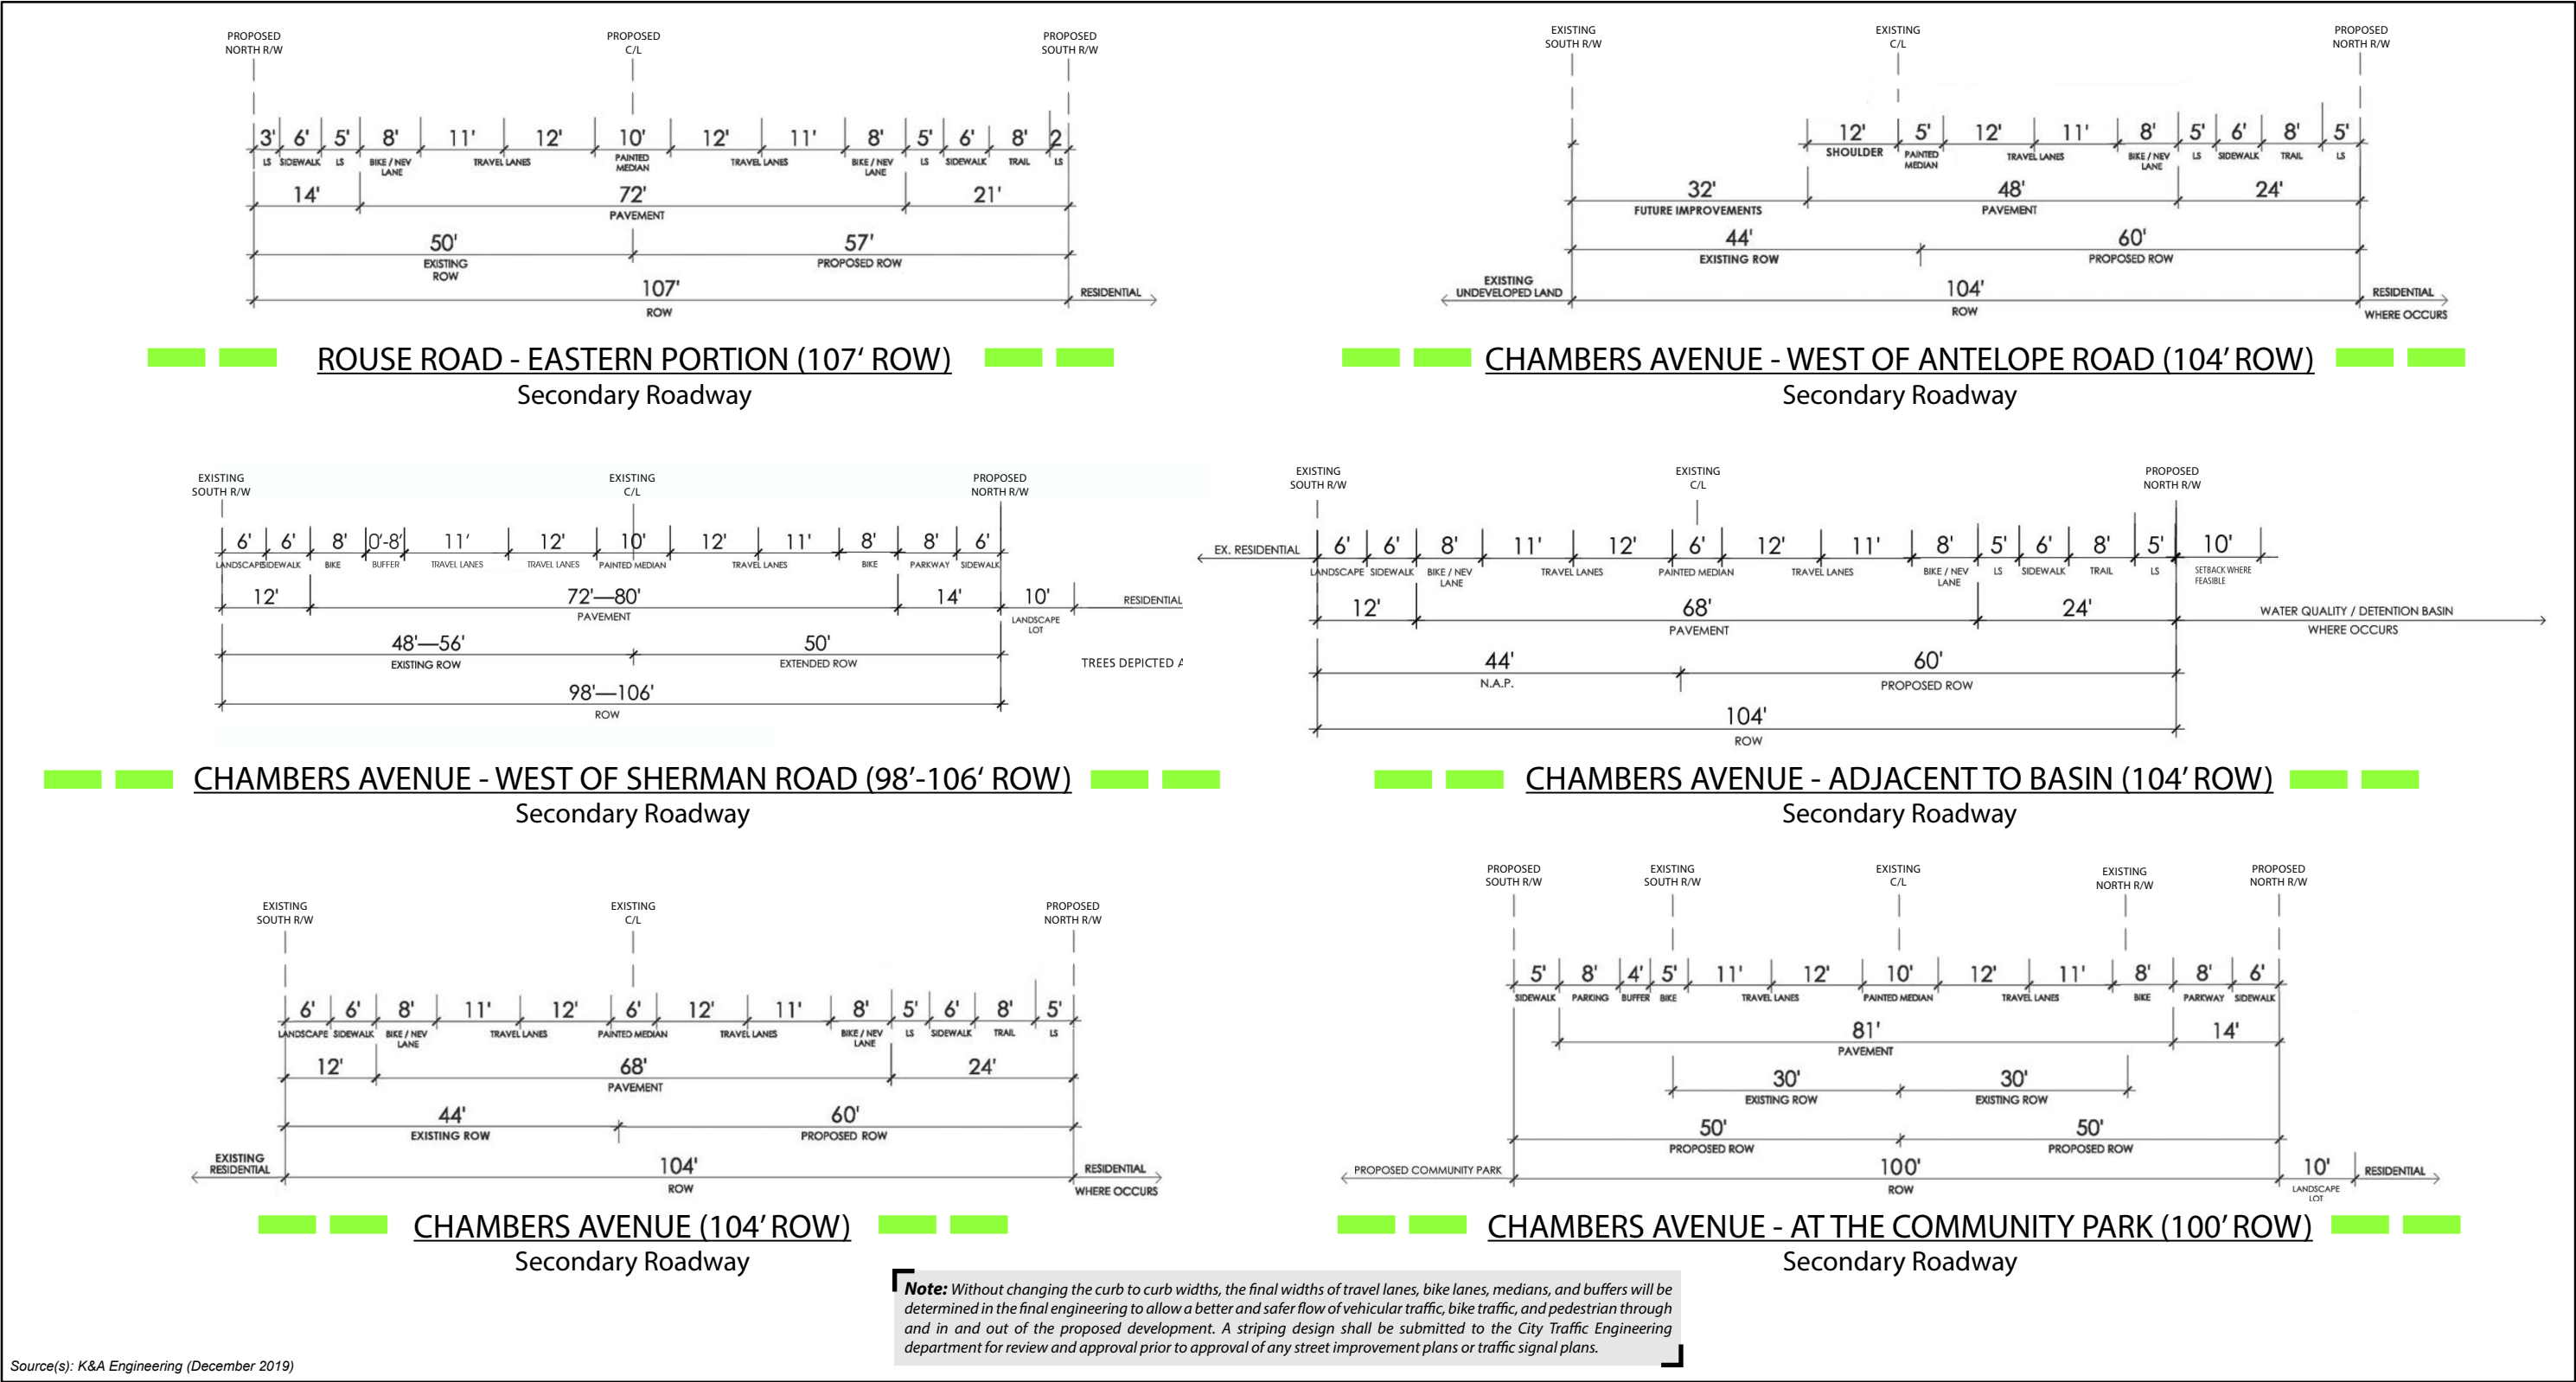 PROPOSED
NORTH R/W
PROPOSED
C/L
PROPOSED
SOUTH R/W
3' 6' 5' 8' 11' 12' 10' 12' 11' 8' 5' 6' 8' 2
LS SIDEWALK LS BIKE / NEV LANE TRAVEL LANES PAINTED MEDIAN TRAVEL LANES BIKE / NEV LANE LS SIDEWALK TRAIL LS
14' 72' 21'
PAVEMENT
50' 57'
EXISTING ROW PROPOSED ROW
107' RESIDENTIAL
ROW
ROUSE ROAD - EASTERN PORTION (107‘ ROW)
Secondary Roadway
EXISTING
SOUTH R/W
EXISTING
C/L
PROPOSED
NORTH R/W
12' 5' 12' 11' 8' 5' 6' 8' 5'
SHOULDER PAINTED MEDIAN TRAVEL LANES BIKE / NEV LANE LS SIDEWALK TRAIL LS
32' 48' 24'
FUTURE IMPROVEMENTS PAVEMENT
44' 60'
EXISTING ROW PROPOSED ROW
EXISTING
UNDEVELOPED LAND
104' RESIDENTIAL
ROW WHERE OCCURS
CHAMBERS AVENUE - WEST OF ANTELOPE ROAD (104’ ROW)
Secondary Roadway
EXISTING
SOUTH R/W
EXISTING
C/L
PROPOSED
NORTH R/W
6' 6' 8' 0'-8' 11' 12' 10' 12' 11' 8' 8' 6'
LANDSCAPE SIDEWALK BIKE BUFFER TRAVEL LANES TRAVEL LANES PAINTED MEDIAN TRAVEL LANES BIKE PARKWAY SIDEWALK
12' 72'—80' 14' 10' RESIDENTIAL
PAVEMENT LANDSCAPE LOT
48'—56' 50'
EXISTING ROW EXTENDED ROW TREES DEPICTED A
98'—106'
ROW
CHAMBERS AVENUE - WEST OF SHERMAN ROAD (98’-106‘ ROW)
Secondary Roadway
EXISTING
SOUTH R/W
EXISTING
C/L
PROPOSED
NORTH R/W
EX. RESIDENTIAL 6' 6' 8' 11' 12' 6' 12' 11' 8' 5' 6' 8' 5' 10'
LANDSCAPE SIDEWALK BIKE / NEV LANE TRAVEL LANES PAINTED MEDIAN TRAVEL LANES BIKE / NEV LANE LS SIDEWALK TRAIL LS SETBACK WHERE FEASIBLE
12' 68' 24' WATER QUALITY / DETENTION BASIN
PAVEMENT WHERE OCCURS
44' 60'
N.A.P. PROPOSED ROW
104'
ROW
CHAMBERS AVENUE - ADJACENT TO BASIN (104’ ROW)
Secondary Roadway
EXISTING
SOUTH R/W
EXISTING
C/L
PROPOSED
NORTH R/W
6' 6' 8' 11' 12' 6' 12' 11' 8' 5' 6' 8' 5'
LANDSCAPE SIDEWALK BIKE / NEV LANE TRAVEL LANES PAINTED MEDIAN TRAVEL LANES BIKE / NEV LANE LS SIDEWALK TRAIL LS
12' 68' 24'
PAVEMENT
44' 60'
EXISTING ROW PROPOSED ROW
EXISTING
RESIDENTIAL
104' RESIDENTIAL
ROW WHERE OCCURS
CHAMBERS AVENUE (104’ ROW)
Secondary Roadway
PROPOSED
SOUTH R/W
EXISTING
SOUTH R/W
EXISTING
C/L
EXISTING
NORTH R/W
PROPOSED
NORTH R/W
5' 8' 4' 5' 11' 12' 10' 12' 11' 8' 8' 6'
SIDEWALK PARKING BUFFER BIKE TRAVEL LANES PAINTED MEDIAN TRAVEL LANES BIKE PARKWAY SIDEWALK
81' 14'
PAVEMENT
30' 30'
EXISTING ROW EXISTING ROW
50' 50'
PROPOSED ROW PROPOSED ROW
PROPOSED COMMUNITY PARK 100' 10' RESIDENTIAL
ROW LANDSCAPE LOT
CHAMBERS AVENUE - AT THE COMMUNITY PARK (100’ ROW)
Secondary Roadway
Note: Without changing the curb to curb widths, the final widths of travel lanes, bike lanes, medians, and buffers will be
determined in the final engineering to allow a better and safer flow of vehicular traffic, bike traffic, and pedestrian through
and in and out of the proposed development. A striping design shall be submitted to the City Traffic Engineering
department for review and approval prior to approval of any street improvement plans or traffic signal plans.
Source(s): K&A Engineering (December 2019)